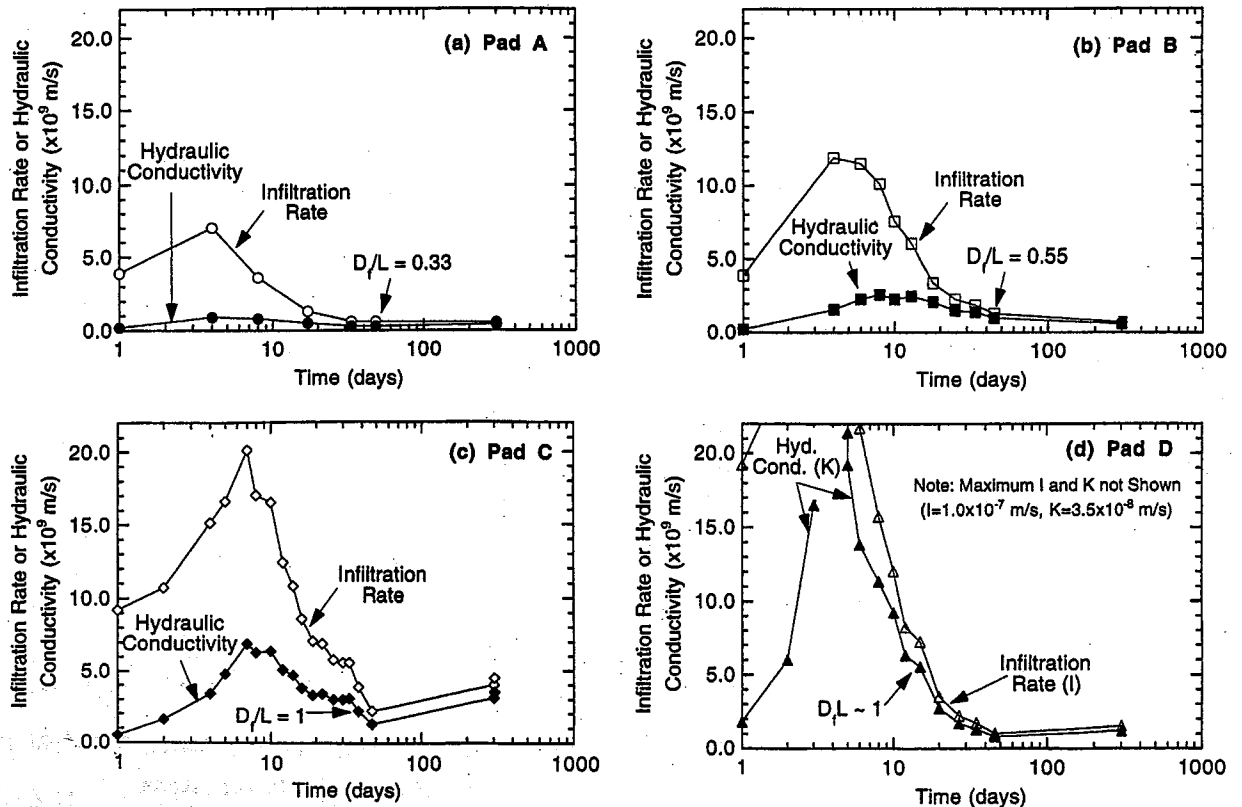 Infiltration Rate or Hydraulic
Conductivity (x10⁹ m/s)
20.0
15.0
10.0
5.0
0.0
(a) Pad A
Hydraulic
Conductivity
Infiltration
Rate
D_f/L = 0.33
1
10
100
1000
Time (days)
Infiltration Rate or Hydraulic
Conductivity (x10⁹ m/s)
20.0
15.0
10.0
5.0
0.0
(b) Pad B
Infiltration
Rate
Hydraulic
Conductivity
D_f/L = 0.55
1
10
100
1000
Time (days)
Infiltration Rate or Hydraulic
Conductivity (x10⁹ m/s)
20.0
15.0
10.0
5.0
0.0
(c) Pad C
Infiltration
Rate
Hydraulic
Conductivity
D_f/L = 1
1
10
100
1000
Time (days)
Infiltration Rate or Hydraulic
Conductivity (x10⁹ m/s)
20.0
15.0
10.0
5.0
0.0
(d) Pad D
Hyd.
Cond. (K)
Note: Maximum I and K not Shown
(I=1.0x10⁻⁷ m/s, K=3.5x10⁻⁸ m/s)
Infiltration
Rate (I)
D_fL ~ 1
1
10
100
1000
Time (days)